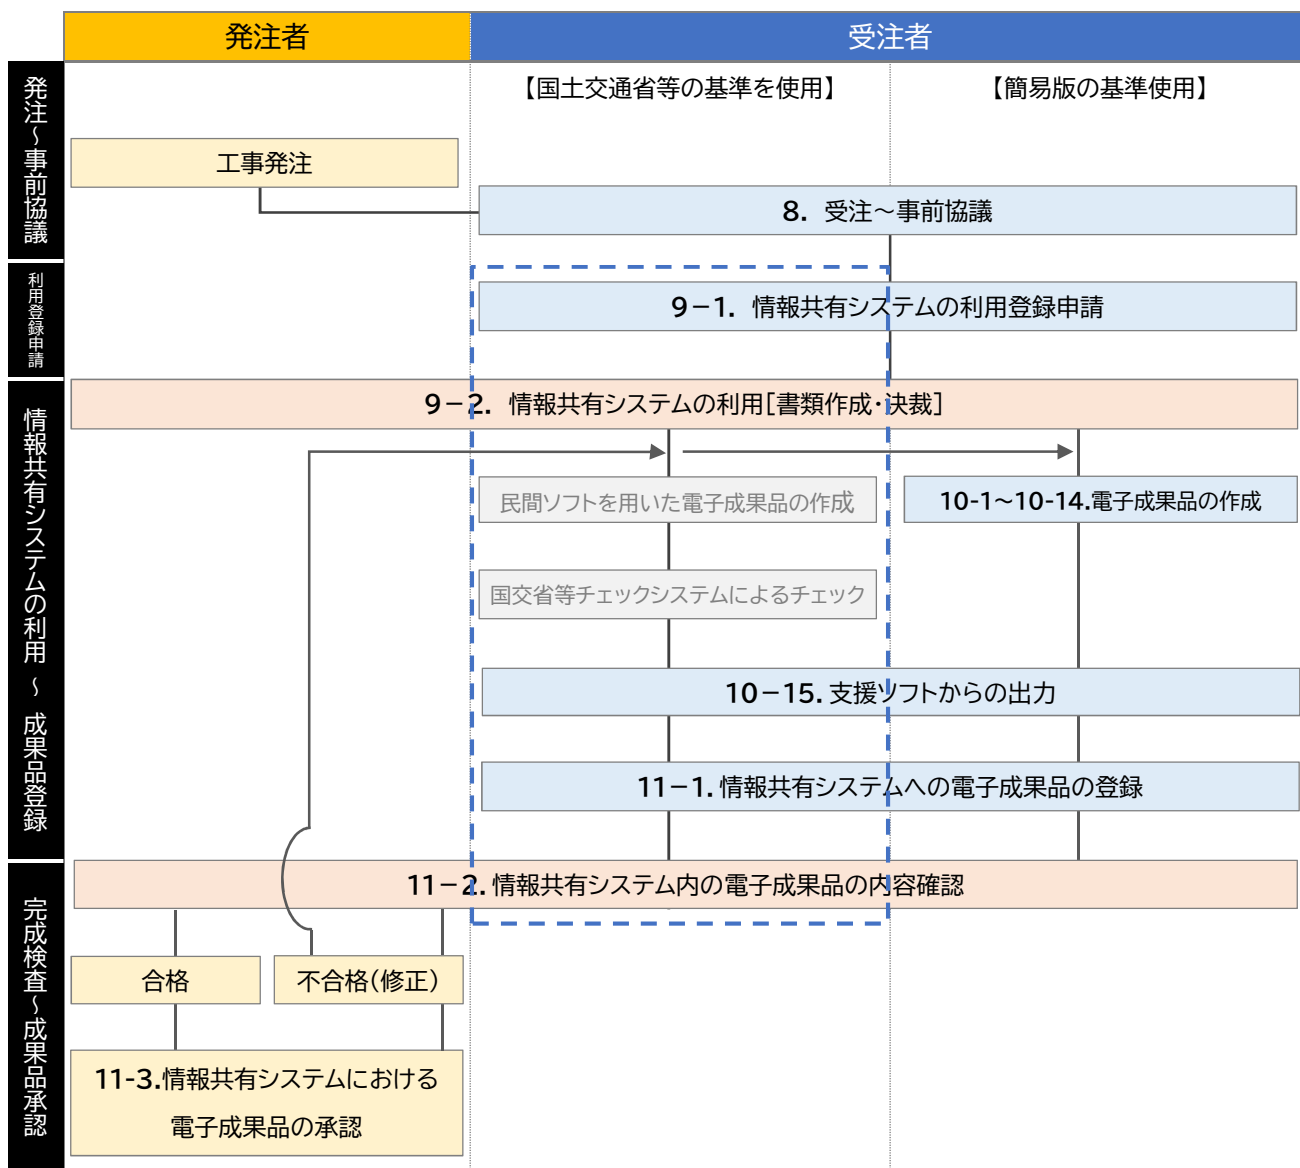 発注者
受注者
発注～事前協議
【国土交通省等の基準を使用】
【簡易版の基準使用】
工事発注
8．受注～事前協議
利用登録申請
9－1．情報共有システムの利用登録申請
情報共有システムの利用 ～ 成果品登録
9－2．情報共有システムの利用［書類作成・決裁］
民間ソフトを用いた電子成果品の作成
10-1～10-14.電子成果品の作成
国交省等チェックシステムによるチェック
10－15．支援ソフトからの出力
11－1．情報共有システムへの電子成果品の登録
完成検査～成果品承認
11－2．情報共有システム内の電子成果品の内容確認
合格
不合格（修正）
11-3.情報共有システムにおける
電子成果品の承認